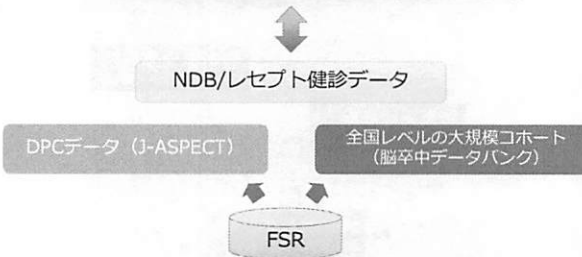 NDB/レセプト健診データ
DPCデータ（J-ASPECT）
全国レベルの大規模コホート
（脳卒中データバンク）
FSR